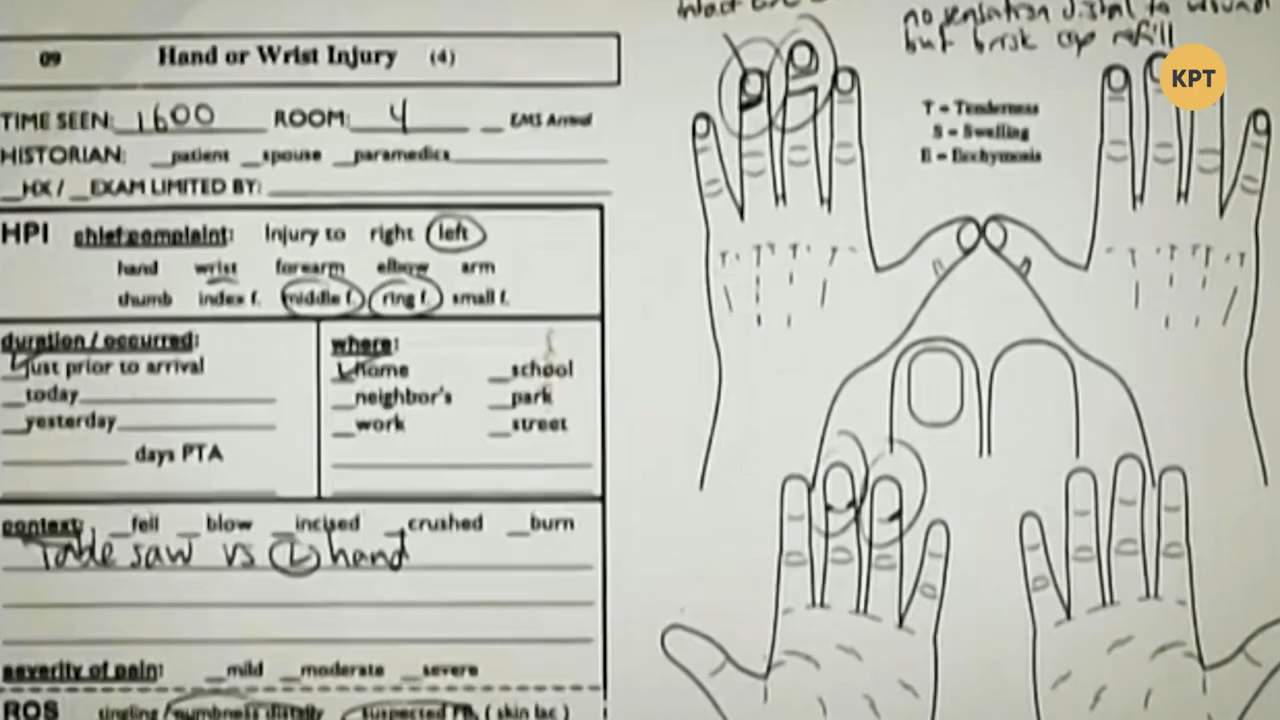 no sensation distal to wound
but brisk cap refill
KPT
09 Hand or Wrist Injury (4)
TIME SEEN: 1600 ROOM: 4 EMS Arrival
T = Tenderness
S = Swelling
E = Ecchymosis
HISTORIAN: patient spouse paramedics
HX / EXAM LIMITED BY:
HPI chief complaint: Injury to right left
hand wrist forearm elbow arm
thumb index f. middle f. ring f. small f.
duration / occurred:
just prior to arrival
today
yesterday
days PTA
where:
home school
neighbor's park
work street
context: fell blow incised crushed burn
Table saw vs L hand
severity of pain: mild moderate severe
ROS tingling / numbness distally suspected FB ( skin lac )